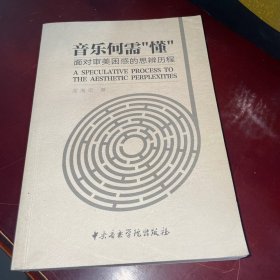 音乐何需"懂"
面对审美困惑的思辨历程
A SPECULATIVE PROCESS TO
THE AESTHETIC PERPLEXITIES
中央音乐学院出版社